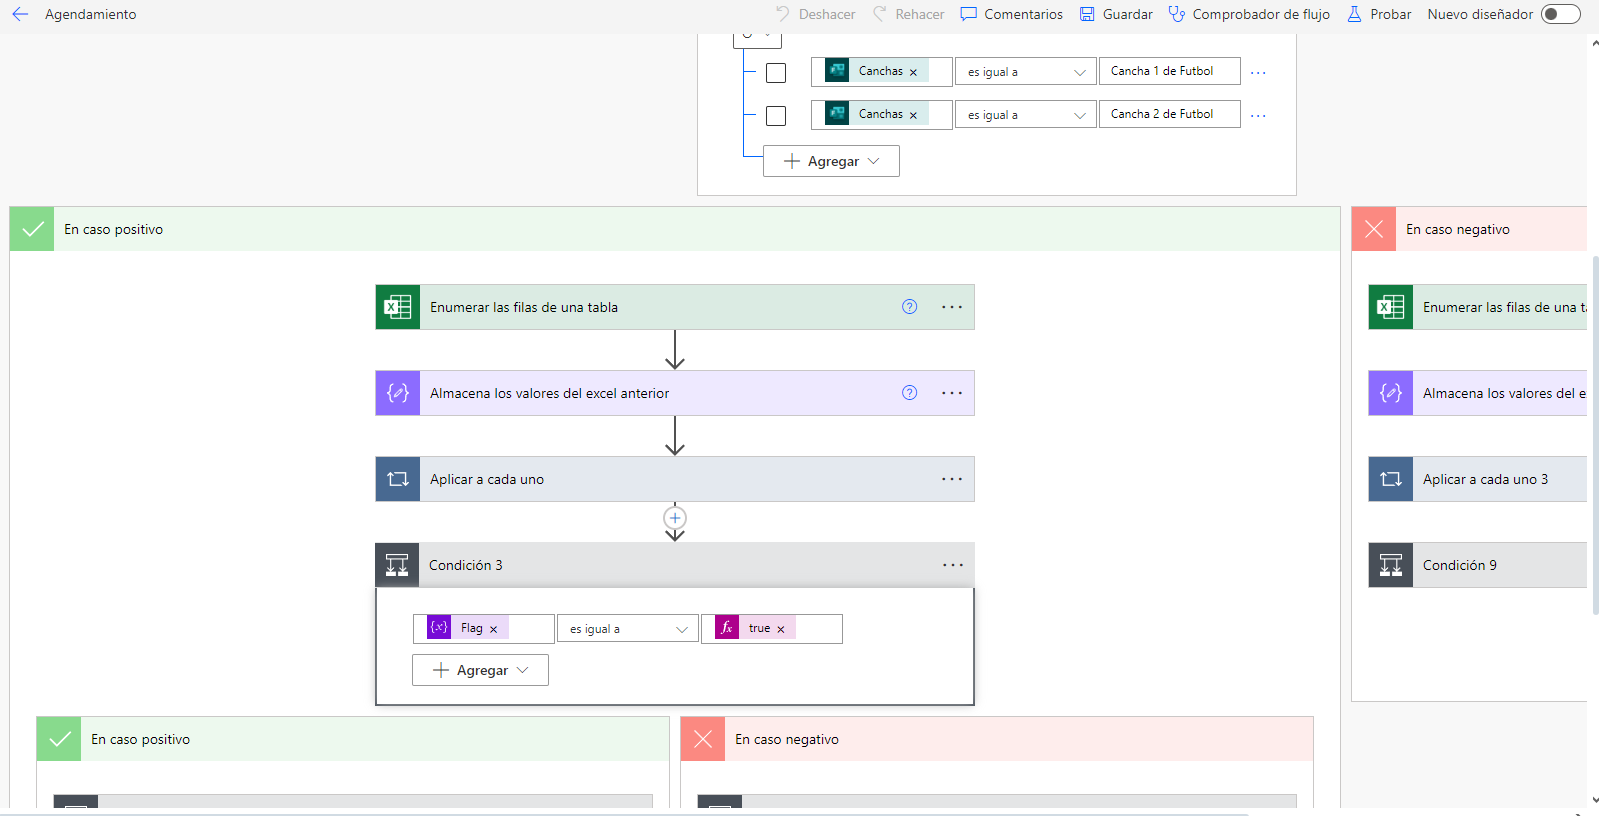 Agendamiento
Deshacer
Rehacer
Comentarios
Guardar
Comprobador de flujo
Probar
Nuevo diseñador
Canchas × es igual a Cancha 1 de Futbol ...
Canchas × es igual a Cancha 2 de Futbol ...
+ Agregar
En caso positivo
En caso negativo
Enumerar las filas de una tabla
Enumerar las filas de una
Almacena los valores del excel anterior
Almacena los valores del
Aplicar a cada uno
Aplicar a cada uno 3
Condición 3
Condición 9
{x} Flag × es igual a fx true ×
+ Agregar
En caso positivo
En caso negativo